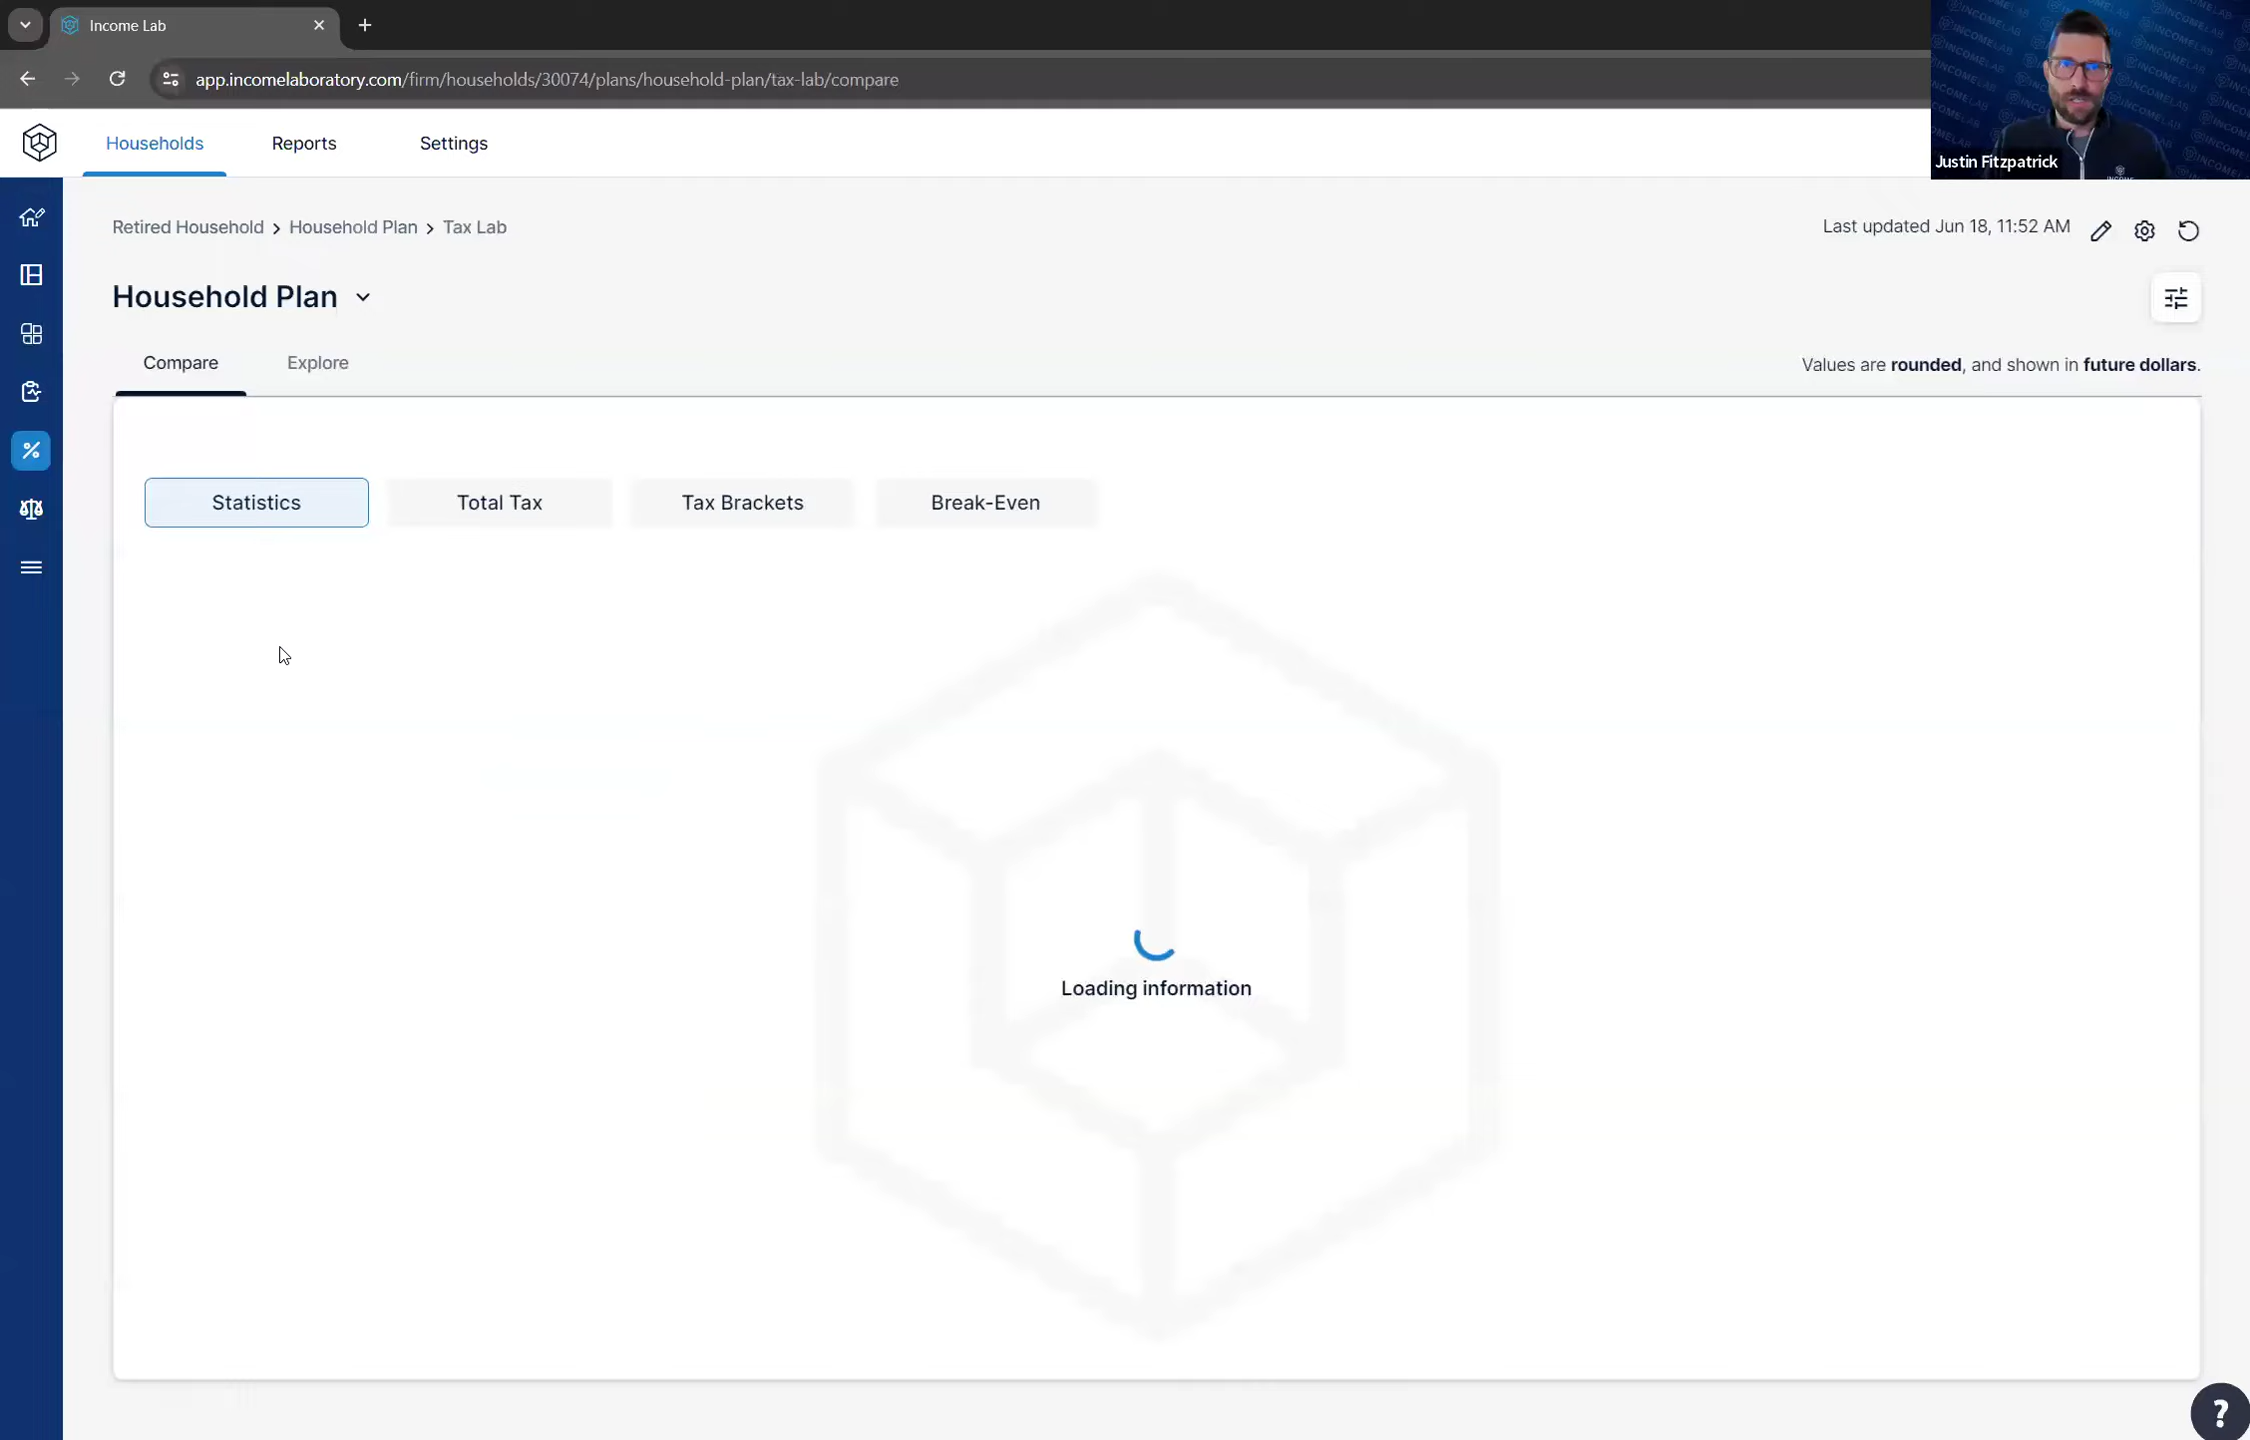 Income Lab
app.incomelaboratory.com/firm/households/30074/plans/household-plan/tax-lab/compare
Justin Fitzpatrick
Households
Reports
Settings
Retired Household > Household Plan > Tax Lab
Last updated Jun 18, 11:52 AM
Household Plan
Compare
Explore
Values are rounded, and shown in future dollars.
Statistics
Total Tax
Tax Brackets
Break-Even
Loading information
?